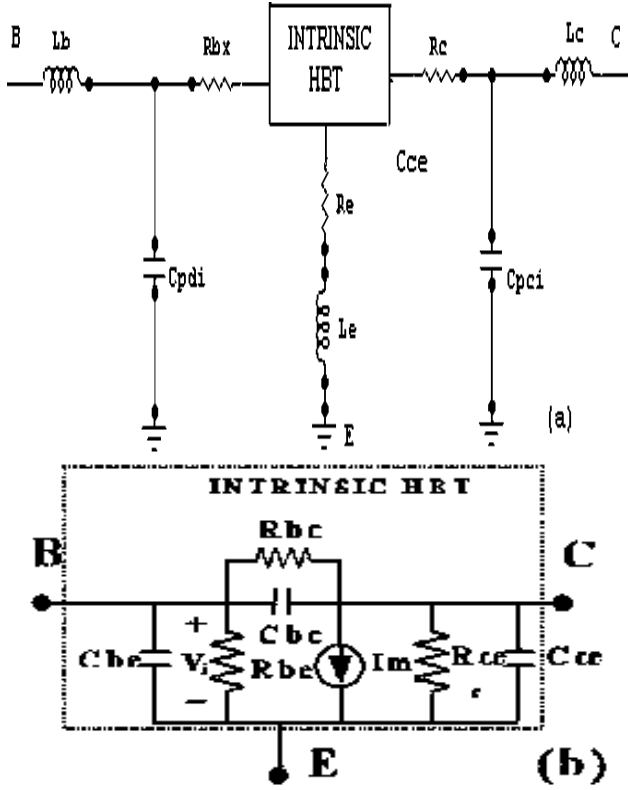 B Lb Rbx INTRINSIC HBT Rc Lc C
Cce
Re
Cpdi Le Cpci
E
(a)
INTRINSIC HBT
Rbc
B C
Cbc
Cbe + Vi − Rbe Im Rce Cce
E
(b)